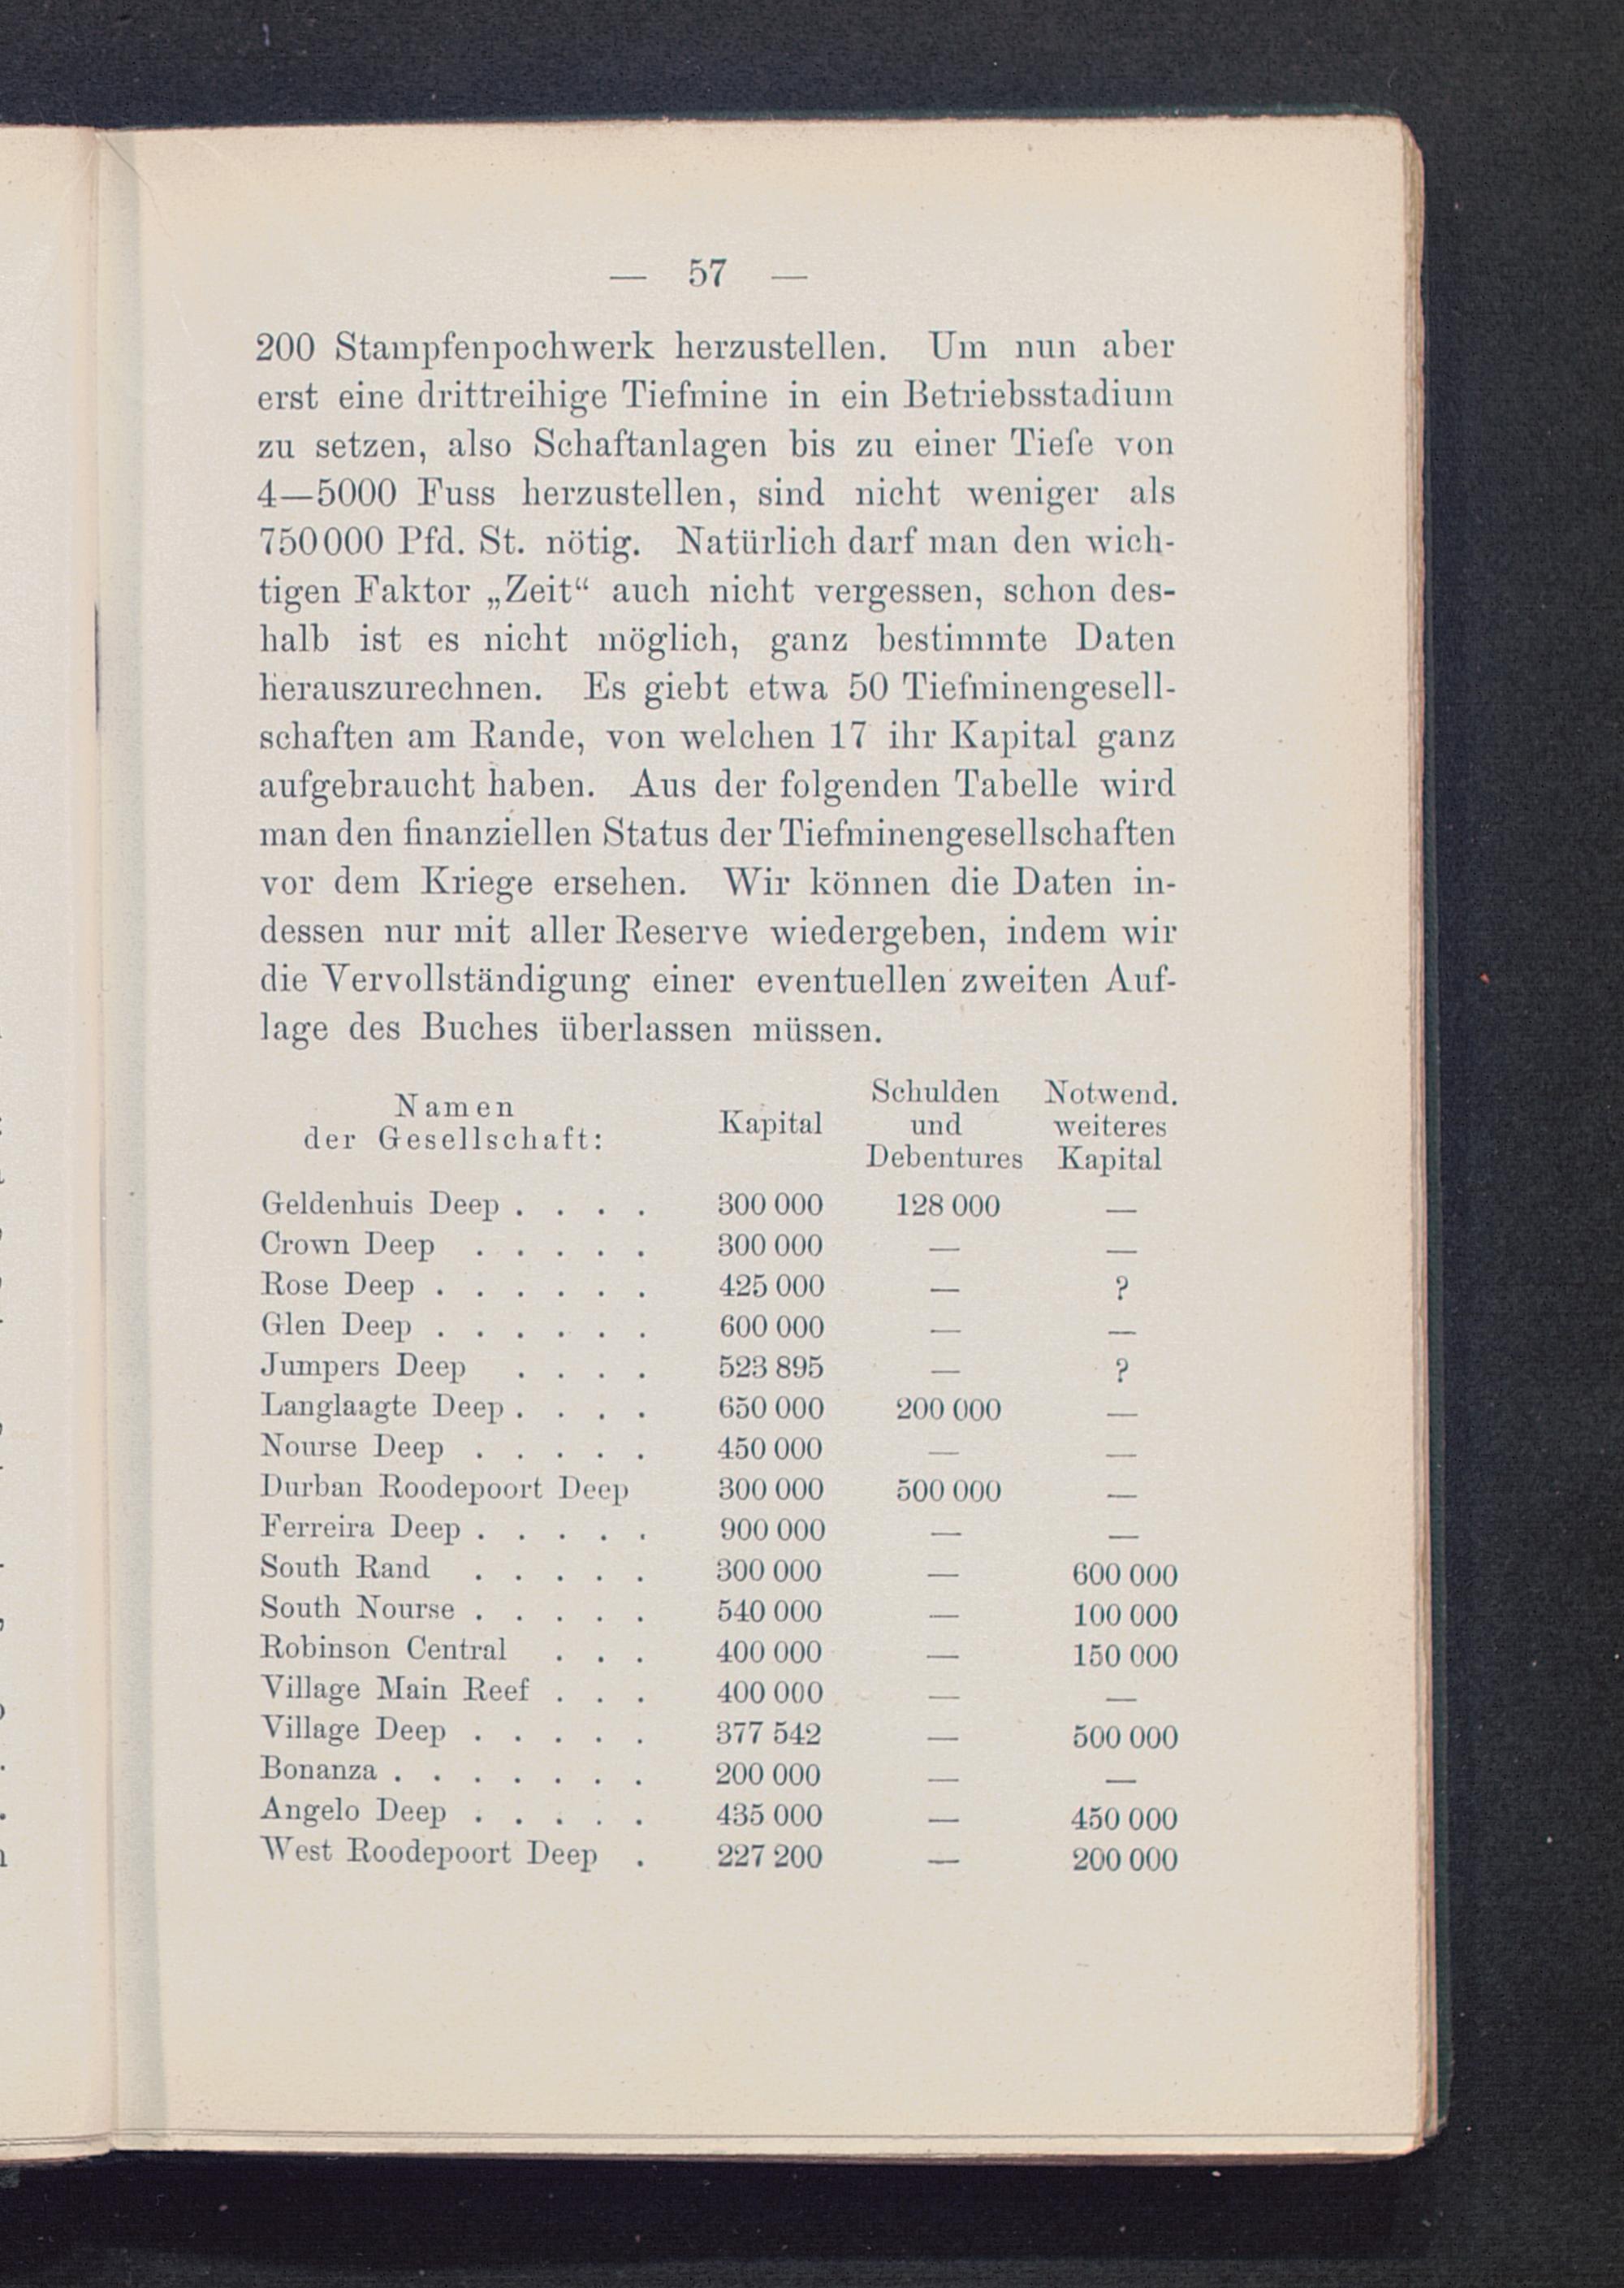 — 57 —
200 Stampfenpochwerk herzustellen. Um nun aber
erst eine drittreihige Tiefmine in ein Betriebsstadium
zu setzen, also Schaftanlagen bis zu einer Tiefe von
4—5000 Fuss herzustellen, sind nicht weniger als
750000 Pfd. St. nötig. Natürlich darf man den wich-
tigen Faktor „Zeit“ auch nicht vergessen, schon des-
halb ist es nicht möglich, ganz bestimmte Daten
herauszurechnen. Es giebt etwa 50 Tiefminengesell-
schaften am Rande, von welchen 17 ihr Kapital ganz
aufgebraucht haben. Aus der folgenden Tabelle wird
man den finanziellen Status der Tiefminengesellschaften
vor dem Kriege ersehen. Wir können die Daten in-
dessen nur mit aller Reserve wiedergeben, indem wir
die Vervollständigung einer eventuellen zweiten Auf-
lage des Buches überlassen müssen.
Namen
der Gesellschaft:
Kapital
Schulden
und
Debentures
Notwend.
weiteres
Kapital
Geldenhuis Deep . . . . 300 000 128 000 —
Crown Deep . . . . . 300 000 — —
Rose Deep . . . . . . 425 000 — ?
Glen Deep . . . . . . 600 000 — —
Jumpers Deep . . . . 523 895 — ?
Langlaagte Deep . . . . 650 000 200 000 —
Nourse Deep . . . . . 450 000 — —
Durban Roodepoort Deep 300 000 500 000 —
Ferreira Deep . . . . . 900 000 — —
South Rand . . . . . 300 000 — 600 000
South Nourse . . . . . 540 000 — 100 000
Robinson Central . . . 400 000 — 150 000
Village Main Reef . . . 400 000 — —
Village Deep . . . . . 377 542 — 500 000
Bonanza . . . . . . . 200 000 — —
Angelo Deep . . . . . 435 000 — 450 000
West Roodepoort Deep . 227 200 — 200 000